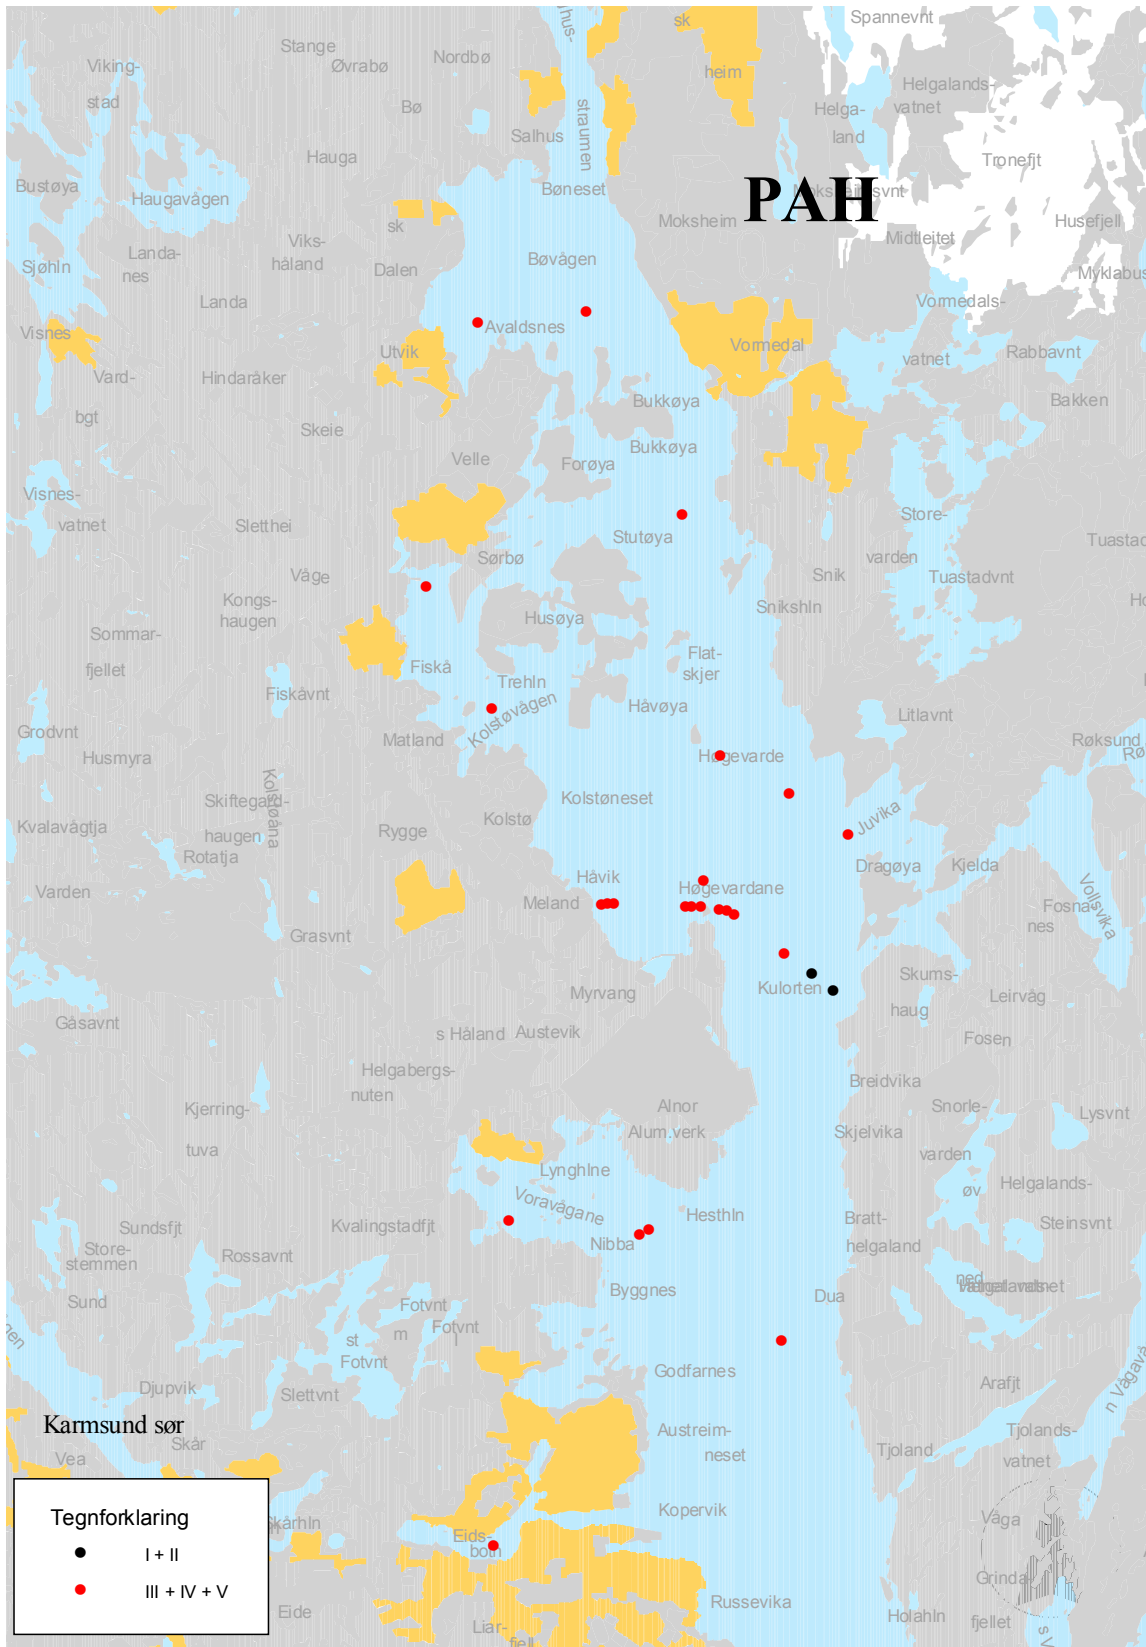 Spannevnt
sk
Stange
Nordbø
Øvrabø
Viking-
stad
heim
Helgalands-
vatnet
Bø
Helga-
land
straumen
Salhus
Hauga
Tronefjt
Bustøya
Haugavågen
Bøneset
PAH
Moksheim
Husefjell
sk
Midtleitet
Viks-
håland
Landa-
nes
Sjøhln
Dalen
Bøvågen
Myklabus
Landa
Vormedals-
vatnet
Visnes
Avaldsnes
Utvik
Vormedal
Rabbavnt
Vard-
bgt
Hindaråker
Bukkøya
Bakken
Skeie
Bukkøya
Velle
Forøya
Visnes-
vatnet
Sletthei
Stutøya
Store-
varden
Tuastad
Sørbø
Våge
Snik
Tuastadvnt
Kongs-
haugen
Snikshln
Husøya
Sommar-
fjellet
Flat-
skjer
Fiskå
Trehln
Fiskåvnt
Kolstøvågen
Håvøya
Litlavnt
Grodvnt
Matland
Røksund
Husmyra
Høgevarde
Kolstøåna
Kolstøneset
Skiftegard-
haugen
Kvalavågtja
Kolstø
Rygge
Juvika
Rotatja
Dragøya
Kjelda
Varden
Håvik
Høgevardane
Meland
Vollsvika
Fosna-
nes
Grasvnt
Skums-
haug
Kulorten
Myrvang
Leirvåg
Gåsavnt
s Håland
Austevik
Fosen
Helgabergs-
nuten
Breidvika
Kjerring-
tuva
Alnor
Alum.verk
Snorle-
varden
Lysvnt
Skjelvika
Lynghlne
øv
Helgalands-
Voravågane
Steinsvnt
Sundsfjt
Kvalingstadfjt
Hesthln
Bratt-
helgaland
Store-
stemmen
Rossavnt
Nibba
Byggnes
Dua
ned
Sund
Fotvnt
m
Fotvnt
l
st
Fotvnt
Godfarnes
Djupvik
Slettvnt
Arafjt
n Vågavå
Karmsund sør
Skår
Austreim-
neset
Tjolands-
vatnet
Tjoland
Vea
Kopervik
Våga
Skårhln
Eids-
botn
Tegnforklaring
I + II
III + IV + V
Grinda-
fjellet
Russevika
Eide
Holahln
Liar-
fjell